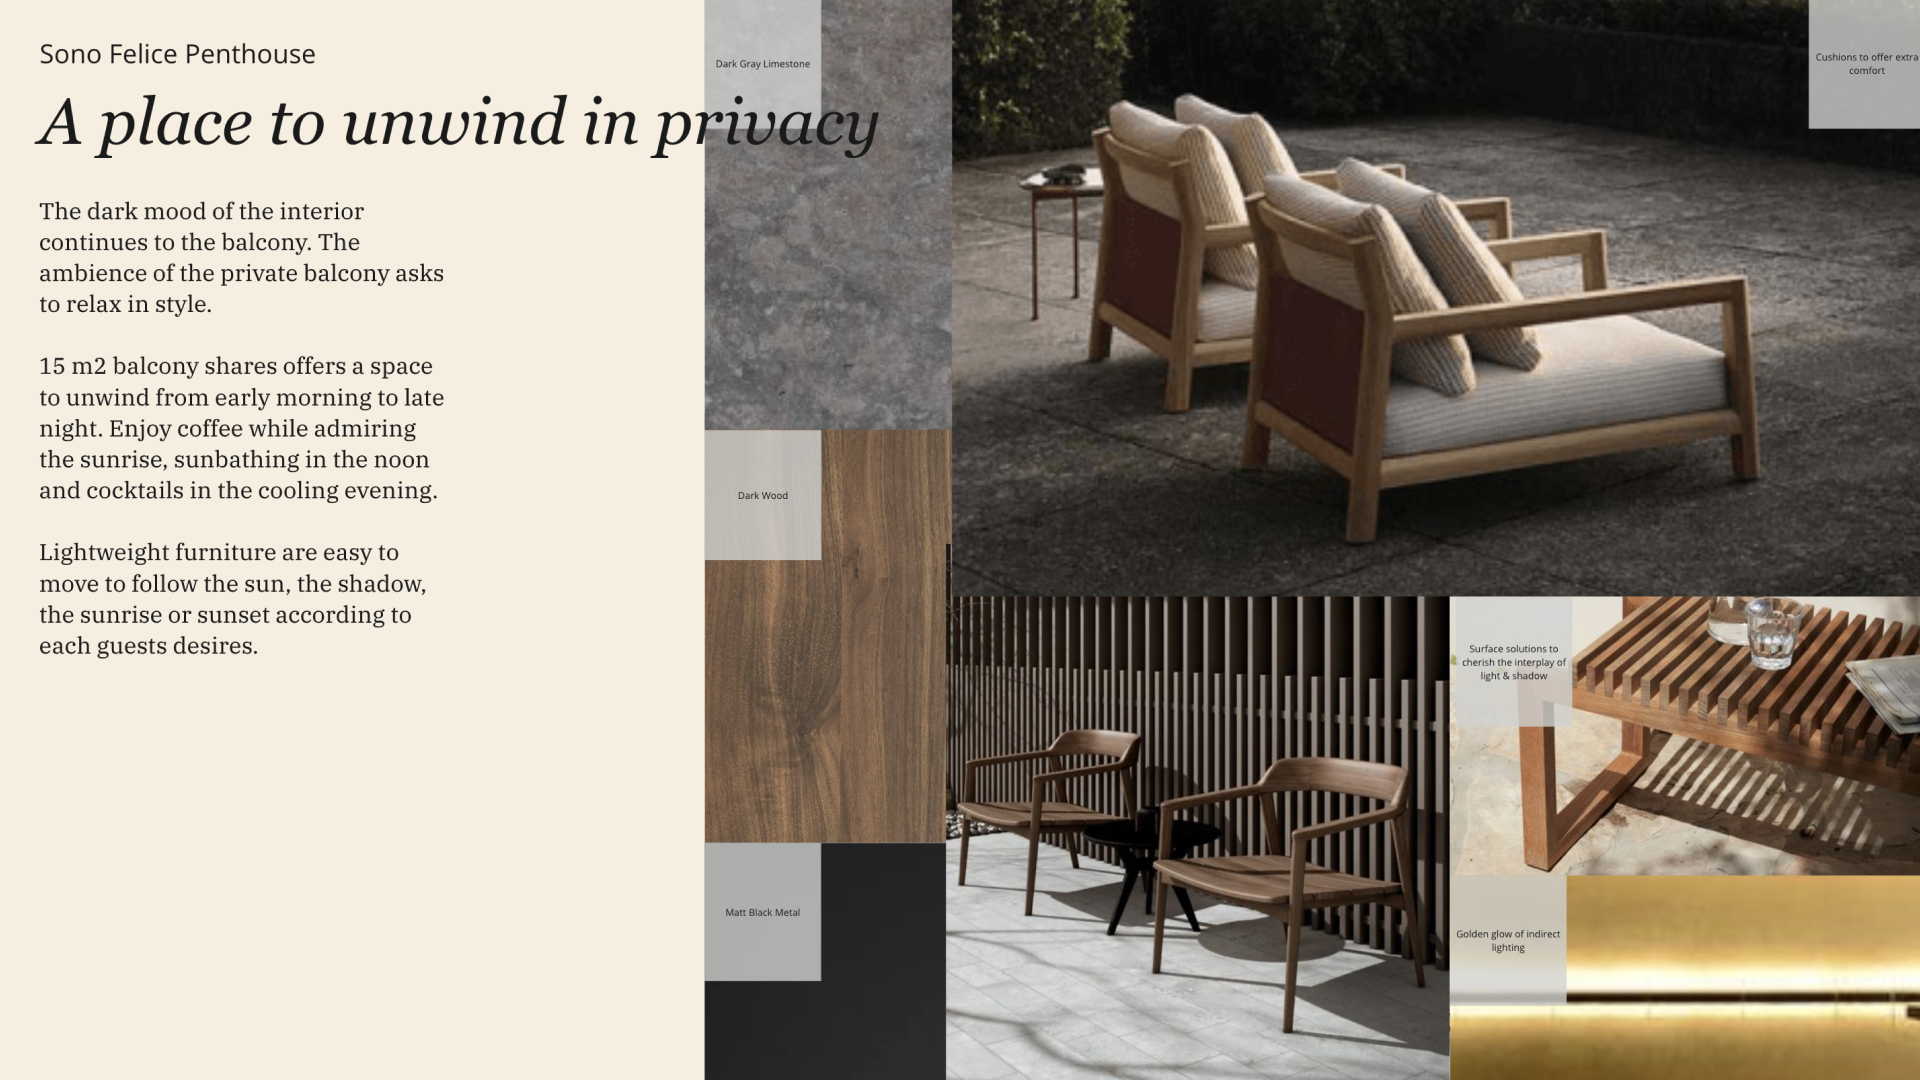 Sono Felice Penthouse
A place to unwind in privacy
The dark mood of the interior
continues to the balcony. The
ambience of the private balcony asks
to relax in style.
15 m2 balcony shares offers a space
to unwind from early morning to late
night. Enjoy coffee while admiring
the sunrise, sunbathing in the noon
and cocktails in the cooling evening.
Lightweight furniture are easy to
move to follow the sun, the shadow,
the sunrise or sunset according to
each guests desires.
Dark Gray Limestone
Dark Wood
Matt Black Metal
Cushions to offer extra
comfort
Surface solutions to
cherish the interplay of
light & shadow
Golden glow of indirect
lighting